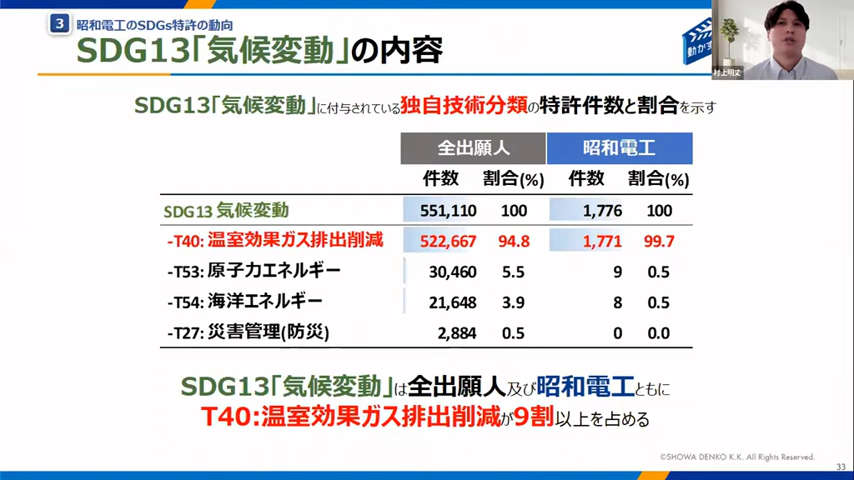 3 昭和電工のSDGs特許の動向
SDG13「気候変動」の内容
動かす
村上明丈
SDG13「気候変動」に付与されている独自技術分類の特許件数と割合を示す
全出願人 昭和電工
件数 割合(%) 件数 割合(%)
SDG13 気候変動 551,110 100 1,776 100
-T40: 温室効果ガス排出削減 522,667 94.8 1,771 99.7
-T53: 原子力エネルギー 30,460 5.5 9 0.5
-T54: 海洋エネルギー 21,648 3.9 8 0.5
-T27: 災害管理(防災) 2,884 0.5 0 0.0
SDG13「気候変動」は全出願人及び昭和電工ともに
T40:温室効果ガス排出削減が9割以上を占める
©SHOWA DENKO K.K. All Rights Reserved.
33